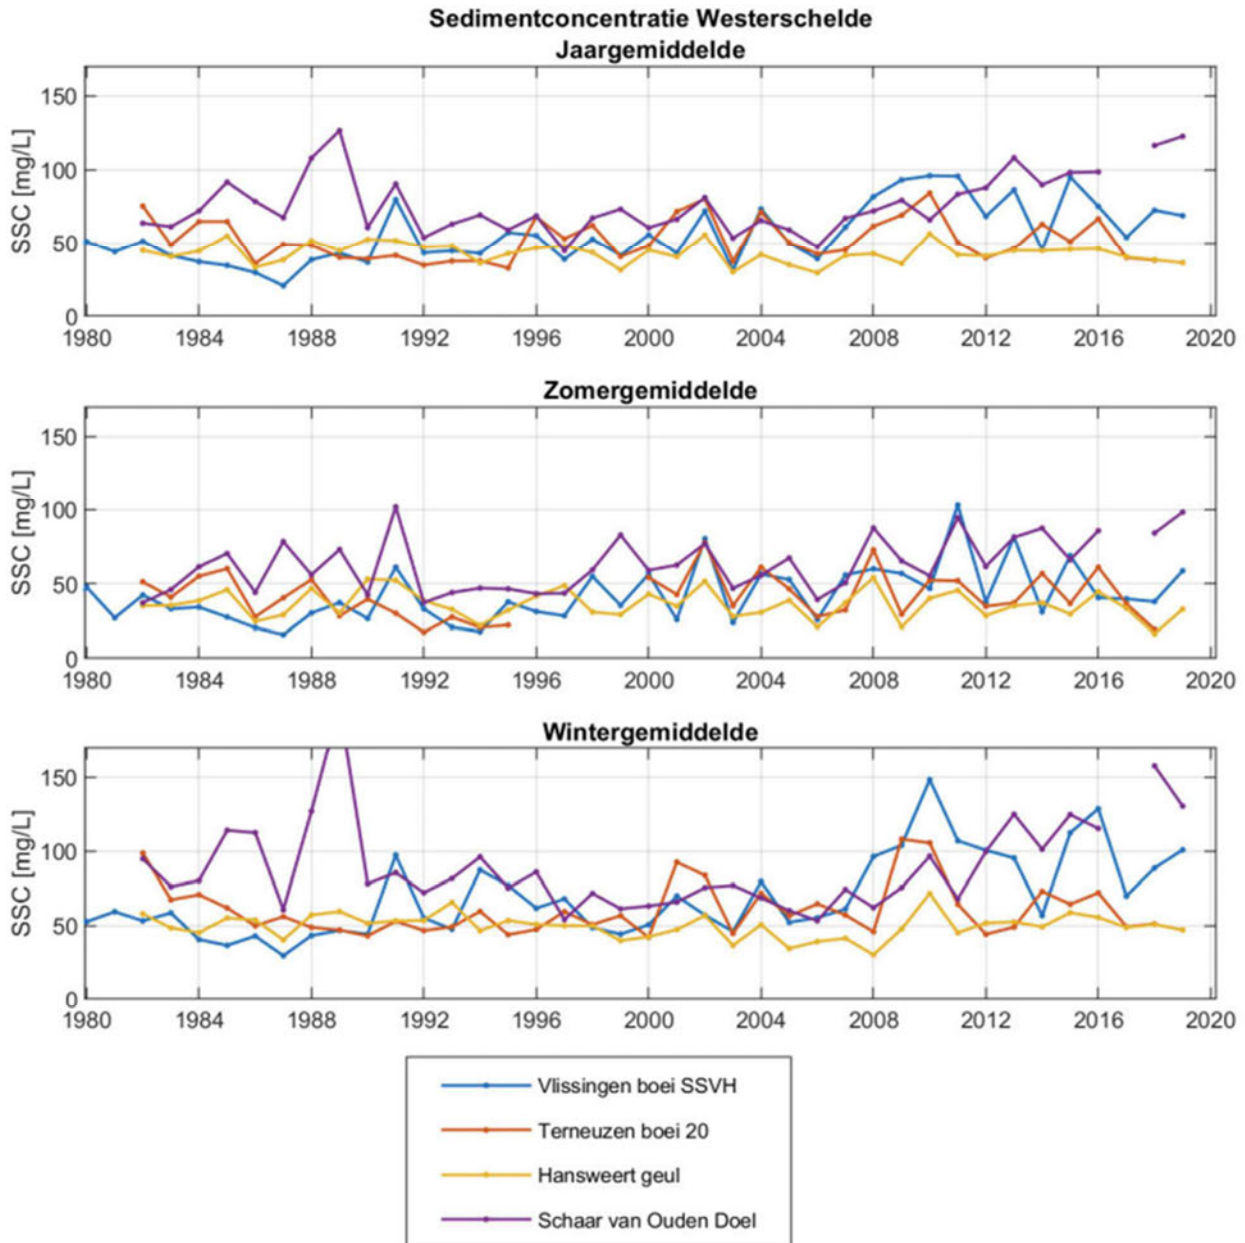 Sedimentconcentratie Westerschelde
Jaargemiddelde
SSC [mg/L]
150
100
50
0
1980 1984 1988 1992 1996 2000 2004 2008 2012 2016 2020
Zomergemiddelde
SSC [mg/L]
150
100
50
0
1980 1984 1988 1992 1996 2000 2004 2008 2012 2016 2020
Wintergemiddelde
SSC [mg/L]
150
100
50
0
1980 1984 1988 1992 1996 2000 2004 2008 2012 2016 2020
Vlissingen boei SSVH
Terneuzen boei 20
Hansweert geul
Schaar van Ouden Doel